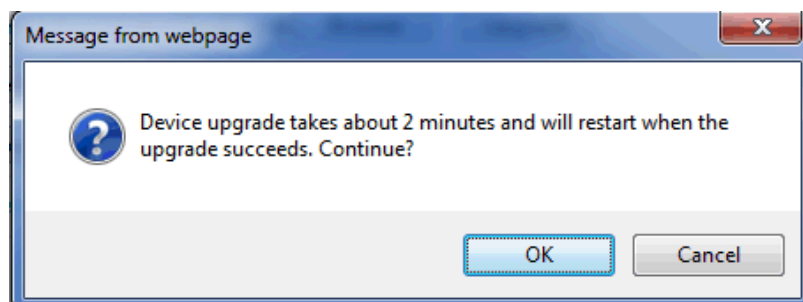 Message from webpage
Device upgrade takes about 2 minutes and will restart when the
upgrade succeeds. Continue?
OK
Cancel